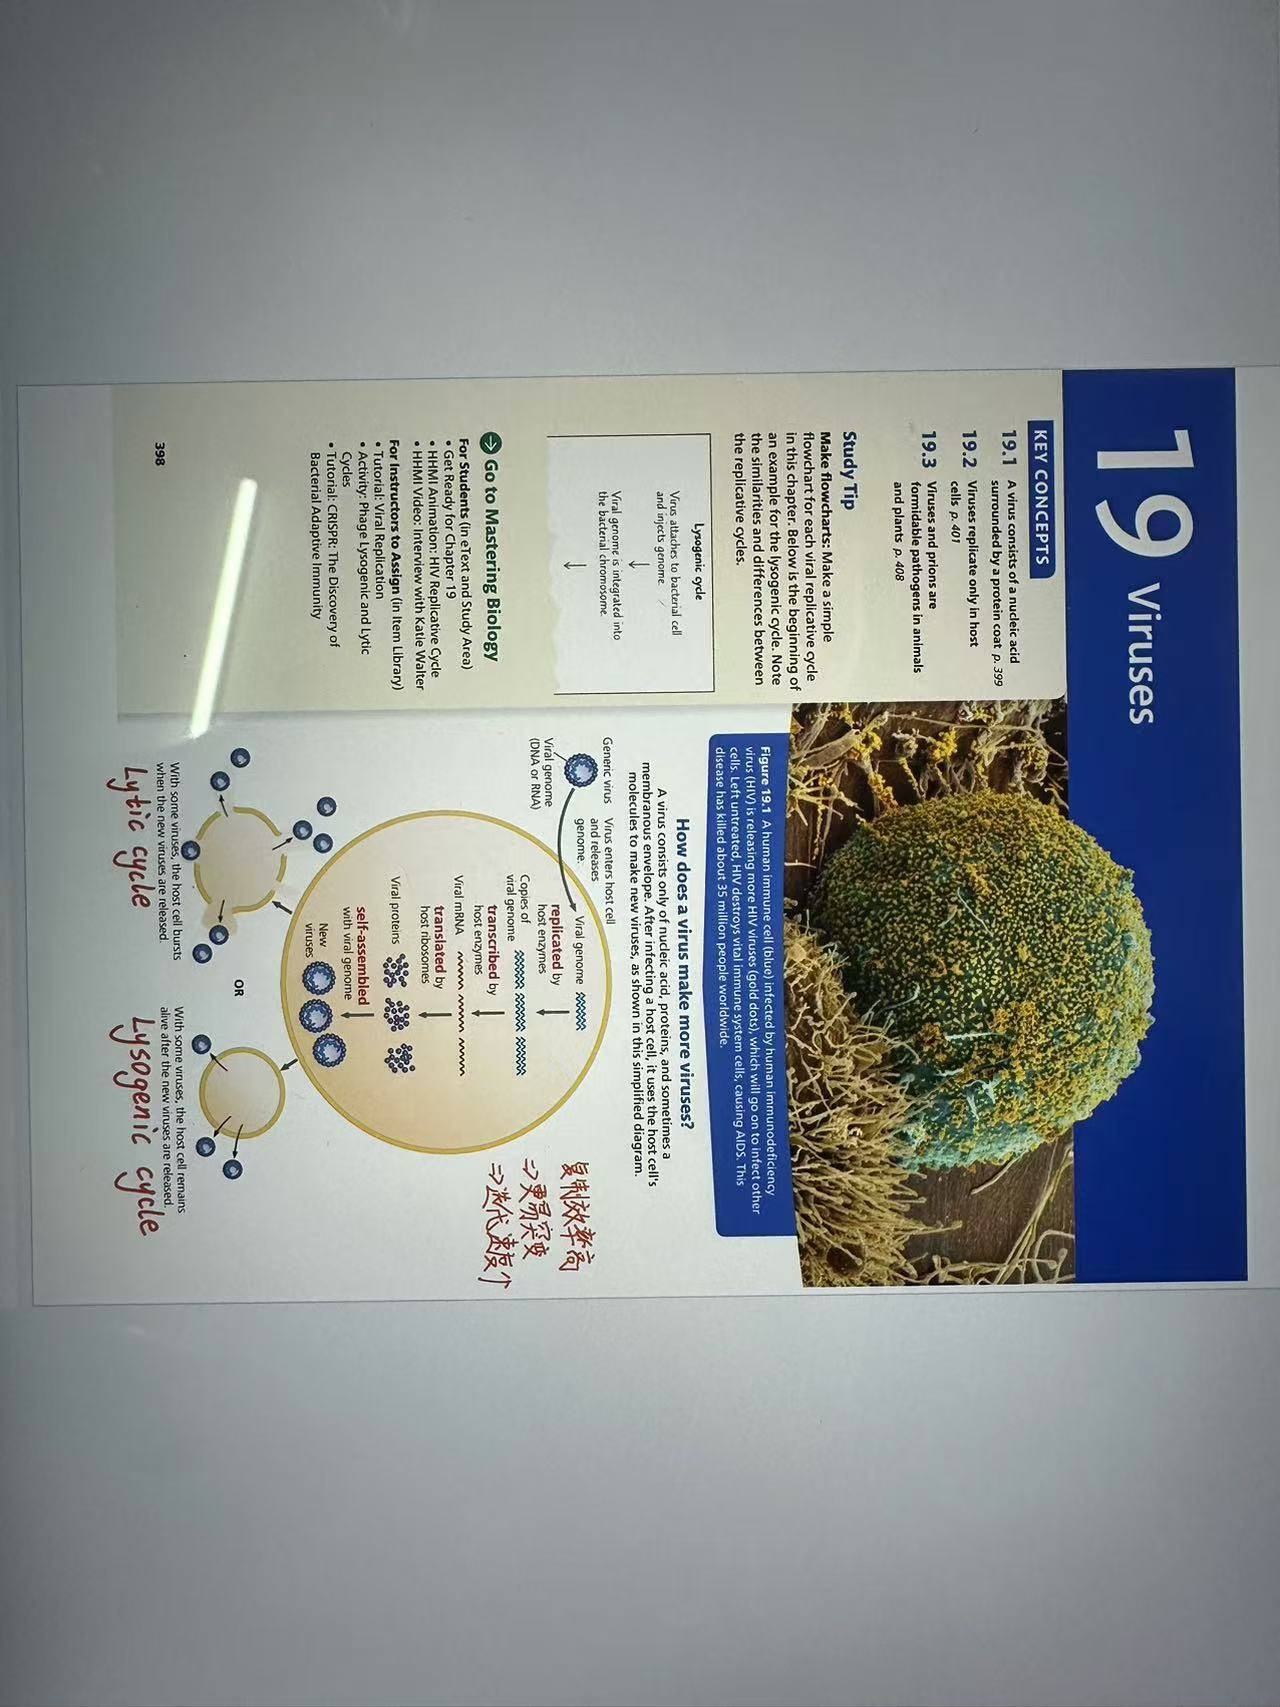 19 Viruses
KEY CONCEPTS
19.1 A virus consists of a nucleic acid
surrounded by a protein coat p. 399
19.2 Viruses replicate only in host
cells p. 401
19.3 Viruses and prions are
formidable pathogens in animals
and plants p. 408
Study Tip
Make flowcharts: Make a simple
flowchart for each viral replicative cycle
in this chapter. Below is the beginning of
an example for the lysogenic cycle. Note
the similarities and differences between
the replicative cycles.
Lysogenic cycle
Virus attaches to bacterial cell
and injects genome.
Viral genome is integrated into
the bacterial chromosome.
Go to Mastering Biology
For Students (in eText and Study Area)
• Get Ready for Chapter 19
• HHMI Animation: HIV Replicative Cycle
• HHMI Video: Interview with Katie Walter
For Instructors to Assign (in Item Library)
• Tutorial: Viral Replication
• Activity: Phage Lysogenic and Lytic
Cycles
• Tutorial: CRISPR: The Discovery of
Bacterial Adaptive Immunity
398
Figure 19.1 A human immune cell (blue) infected by human immunodeficiency
virus (HIV) is releasing more HIV viruses (gold dots), which will go on to infect other
cells. Left untreated, HIV destroys vital immune system cells, causing AIDS. This
disease has killed about 35 million people worldwide.
How does a virus make more viruses?
A virus consists only of nucleic acid, proteins, and sometimes a
membranous envelope. After infecting a host cell, it uses the host cell's
molecules to make new viruses, as shown in this simplified diagram.
Generic virus
Virus enters host cell
and releases
genome.
Viral genome
(DNA or RNA)
Viral genome
replicated by
host enzymes
Copies of
viral genome
transcribed by
host enzymes
Viral mRNA
translated by
host ribosomes
Viral proteins
self-assembled
with viral genome
New
viruses
复制效率高
⇒更易突变
⇒迭代速度↑
OR
With some viruses, the host cell bursts
when the new viruses are released.
Lytic cycle
With some viruses, the host cell remains
alive after the new viruses are released.
Lysogenic cycle